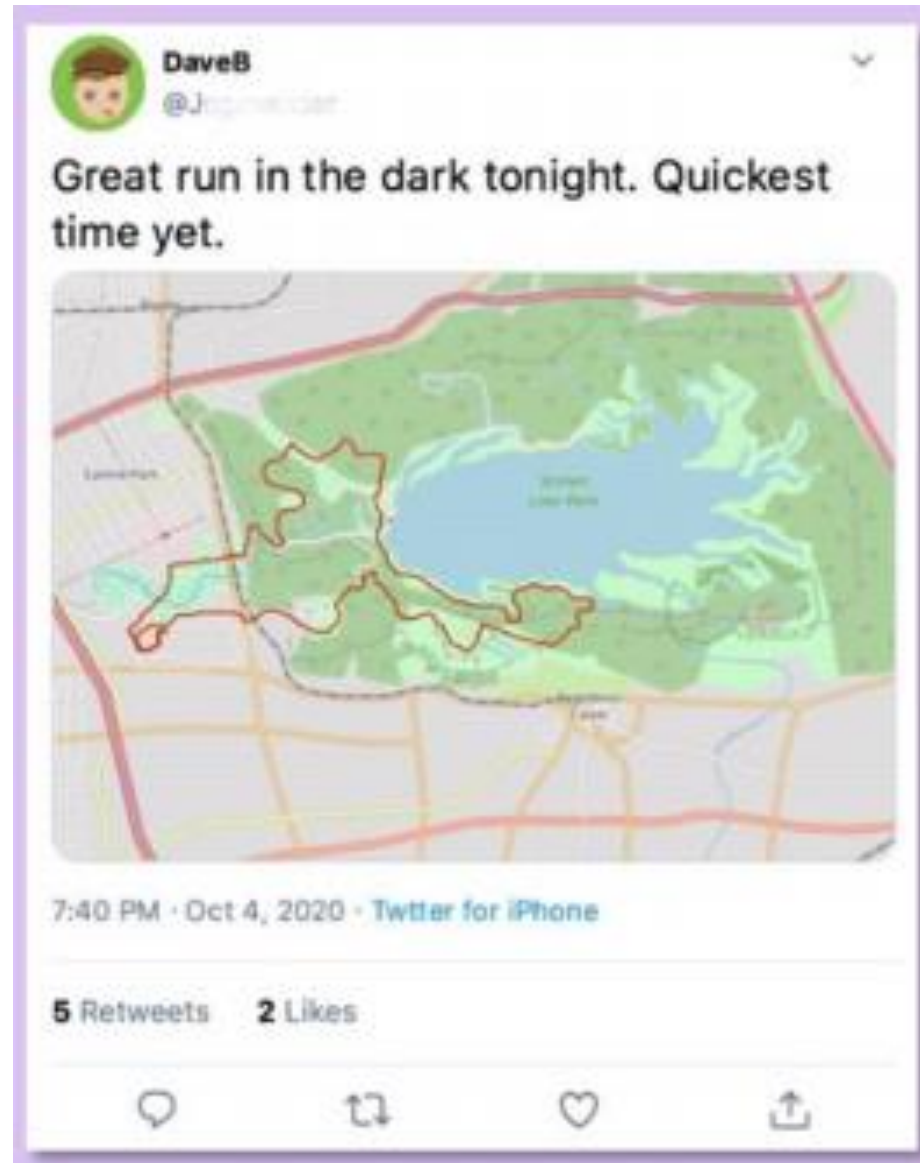 DaveB
Great run in the dark tonight. Quickest
time yet.
7:40 PM · Oct 4, 2020 · Twtter for iPhone
5 Retweets 2 Likes